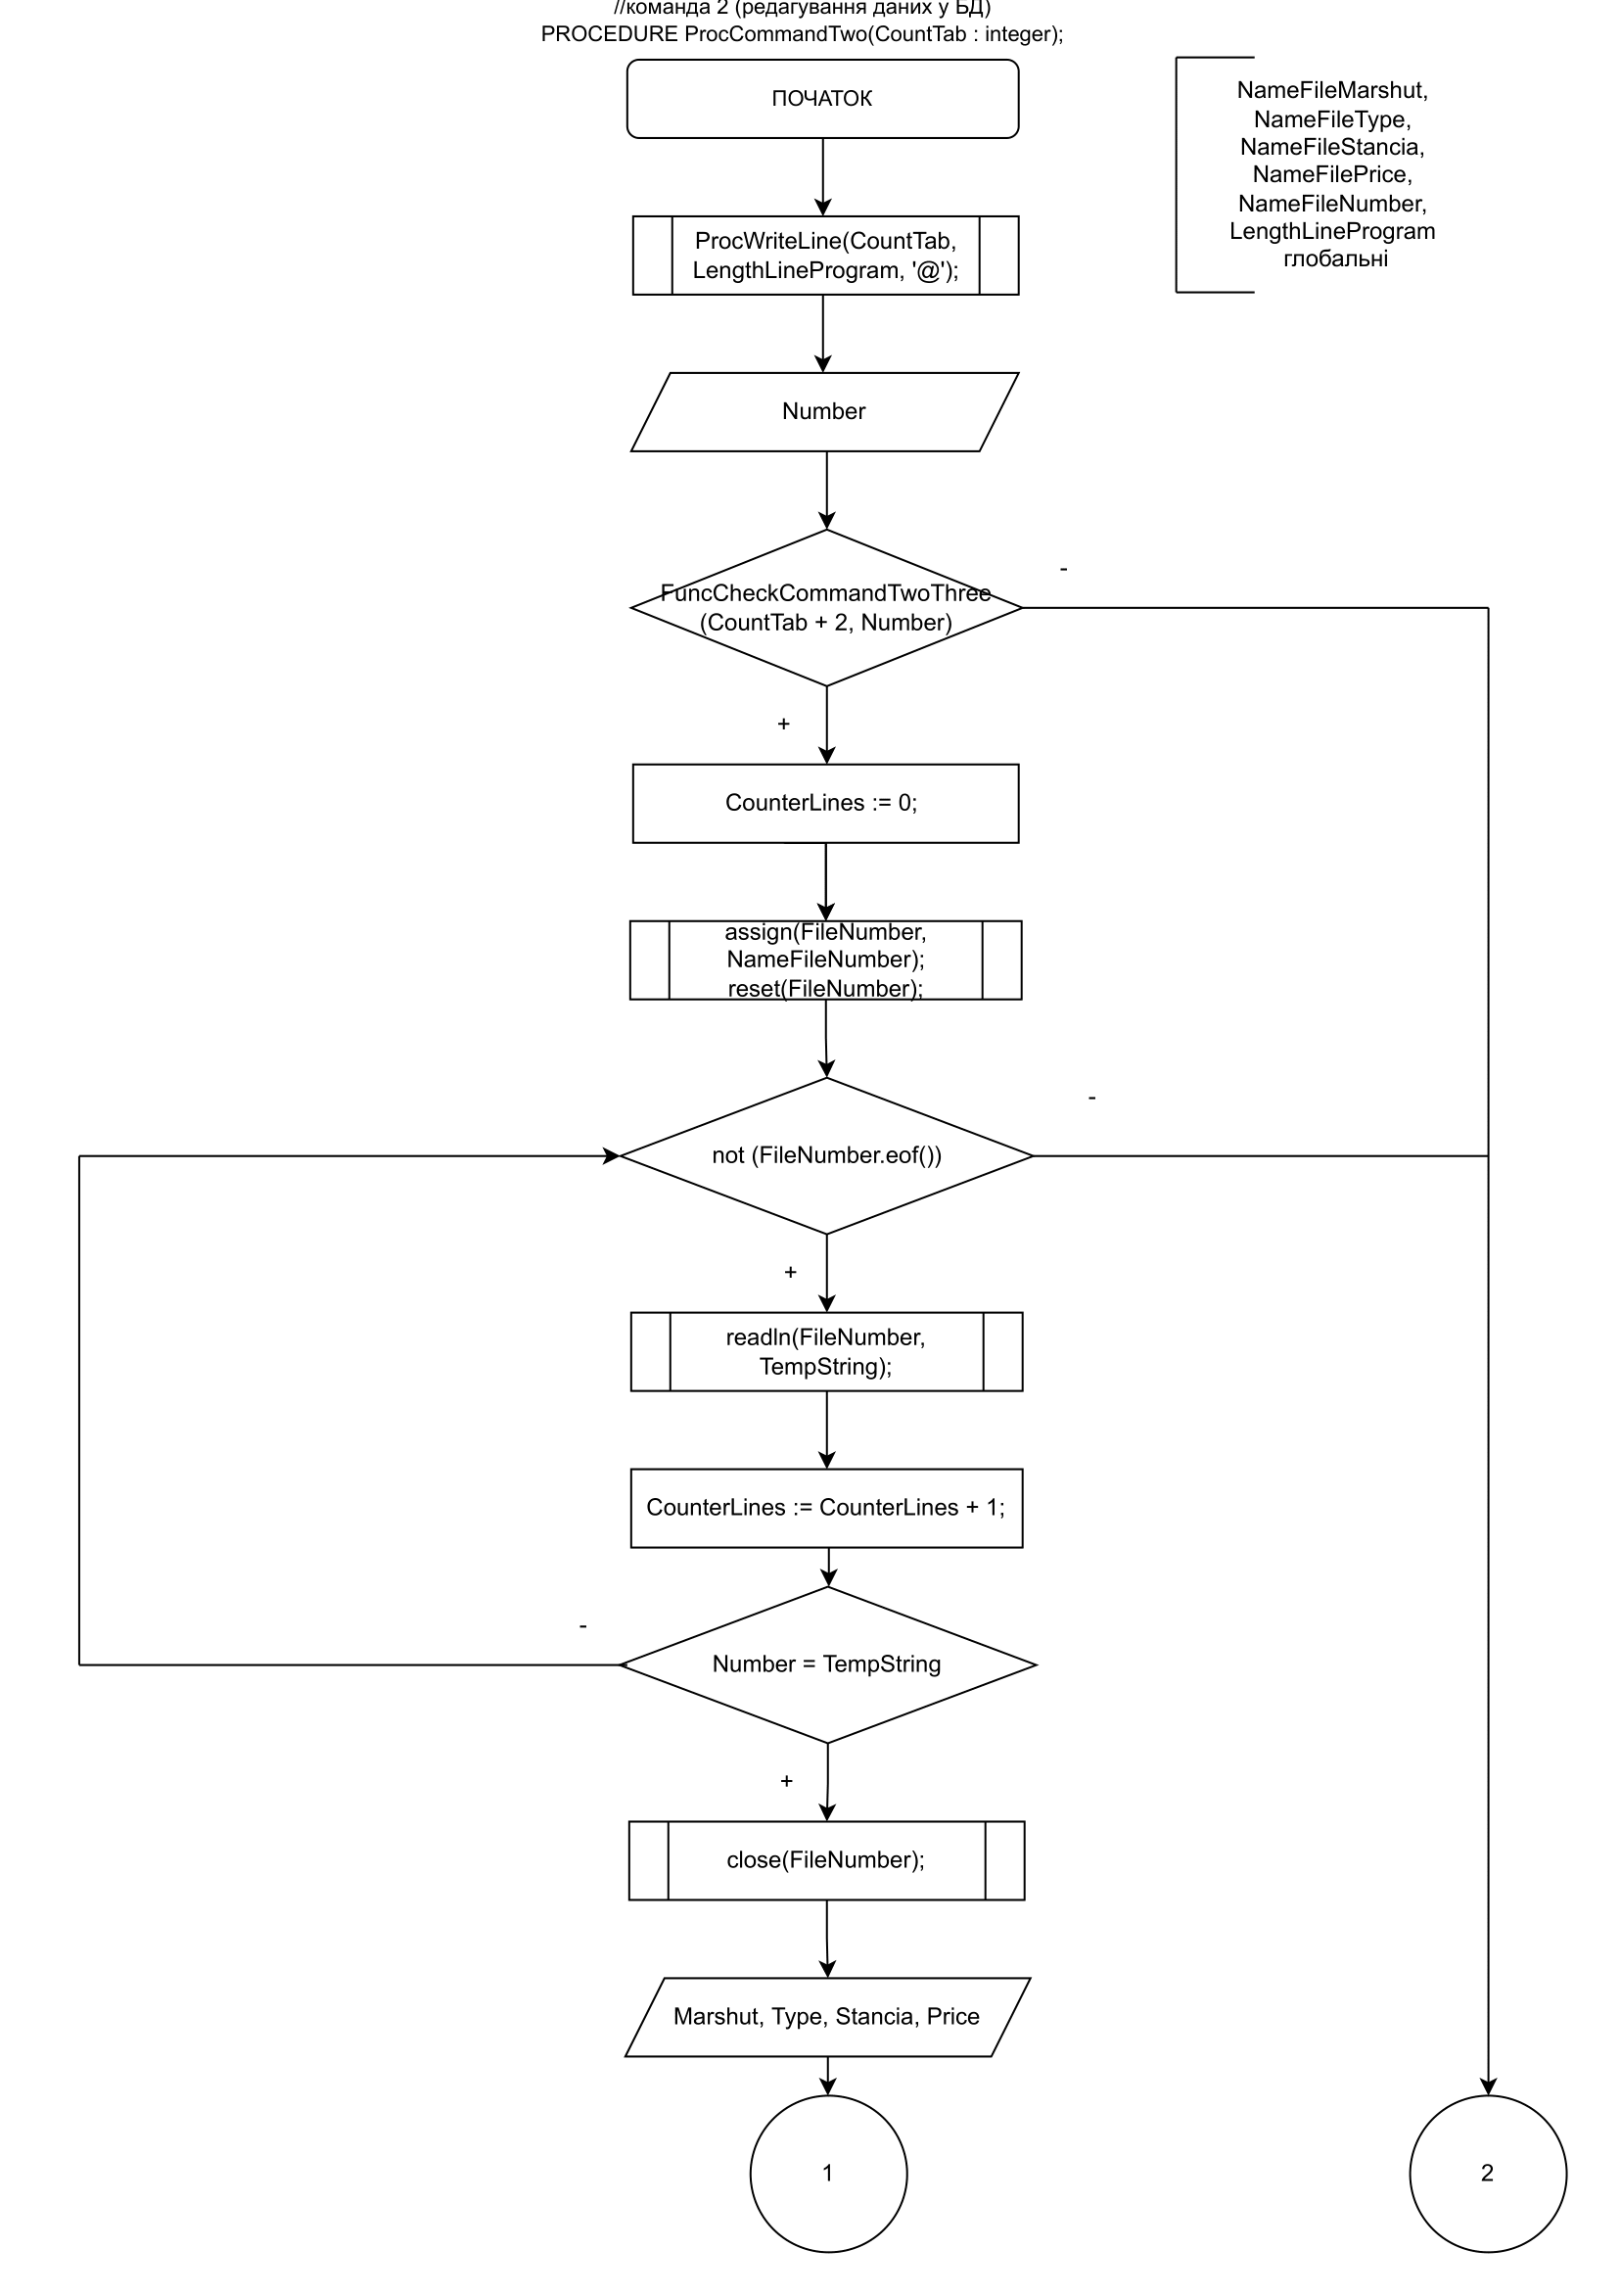 //команда 2 (редагування даних у БД)
PROCEDURE ProcCommandTwo(CountTab : integer);
ПОЧАТОК
NameFileMarshut,
NameFileType,
NameFileStancia,
NameFilePrice,
NameFileNumber,
LengthLineProgram
глобальні
ProcWriteLine(CountTab,
LengthLineProgram, '@');
Number
FuncCheckCommandTwoThree
(CountTab + 2, Number)
-
+
CounterLines := 0;
assign(FileNumber,
NameFileNumber);
reset(FileNumber);
not (FileNumber.eof())
-
+
readln(FileNumber,
TempString);
CounterLines := CounterLines + 1;
-
Number = TempString
+
close(FileNumber);
Marshut, Type, Stancia, Price
1
2